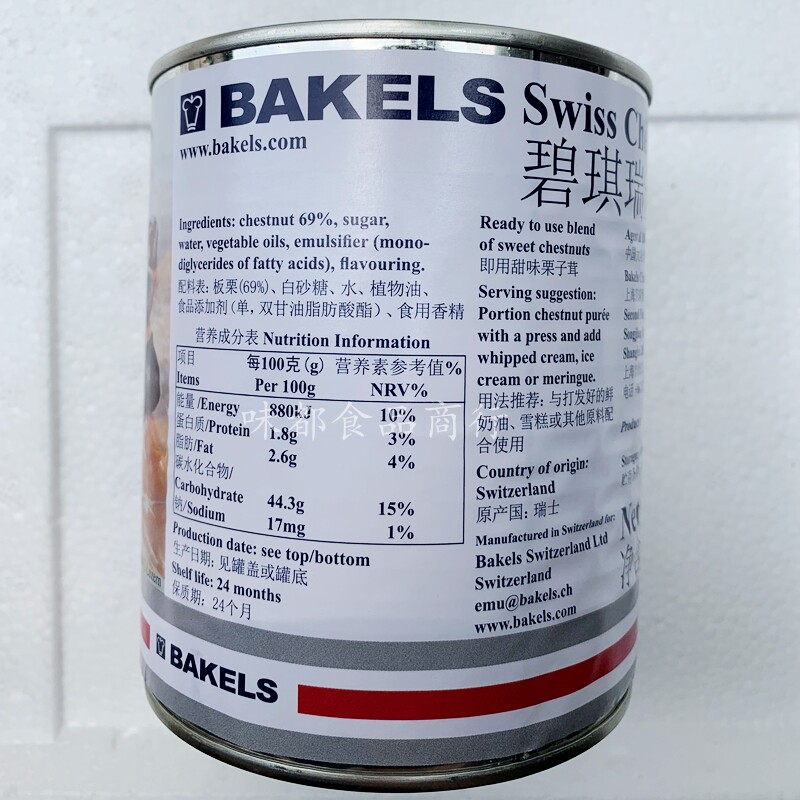 BAKELS
www.bakels.com
Swiss
碧琪瑞
Ingredients: chestnut 69%, sugar,
water, vegetable oils, emulsifier (mono-
diglycerides of fatty acids), flavouring.
配料表: 板栗(69%)、白砂糖、水、植物油、
食品添加剂 (单, 双甘油脂肪酸酯)、食用香精
营养成分表 Nutrition Information
项目 每100克(g) 营养素参考值%
Items Per 100g NRV%
能量 /Energy 880kJ 10%
蛋白质/Protein 1.8g 3%
脂肪/Fat 2.6g 4%
碳水化合物/
Carbohydrate 44.3g 15%
钠/Sodium 17mg 1%
味都食品商行
Production date: see top/bottom
生产日期: 见罐盖或罐底
Shelf life: 24 months
保质期: 24个月
Ready to use blend
of sweet chestnuts
即用甜味栗子茸
Serving suggestion:
Portion chestnut purée
with a press and add
whipped cream, ice
cream or meringue.
用法推荐: 与打发好的鲜
奶油、雪糕或其他原料配
合使用
Country of origin:
Switzerland
原产国: 瑞士
Manufactured in Switzerland for:
Bakels Switzerland Ltd
Switzerland
emu@bakels.ch
www.bakels.com
BAKELS